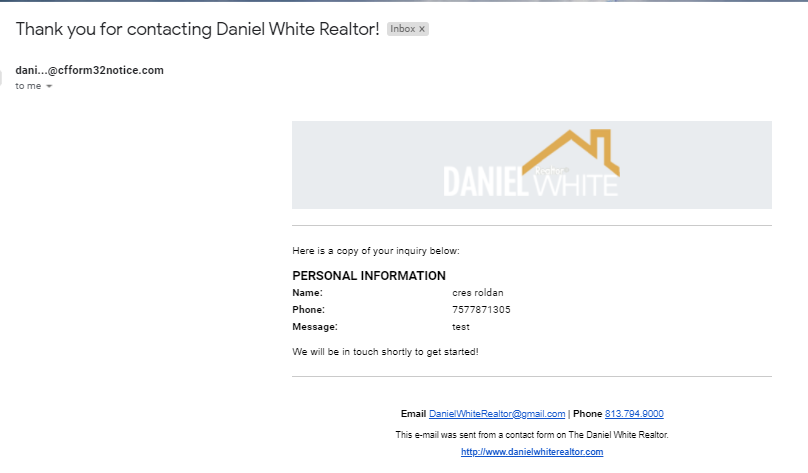 Thank you for contacting Daniel White Realtor! Inbox x
dani...@cfform32notice.com
to me
DANIEL Realtor WHITE
Here is a copy of your inquiry below:
PERSONAL INFORMATION
Name: cres roldan
Phone: 7577871305
Message: test
We will be in touch shortly to get started!
Email DanielWhiteRealtor@gmail.com | Phone 813.794.9000
This e-mail was sent from a contact form on The Daniel White Realtor.
http://www.danielwhiterealtor.com